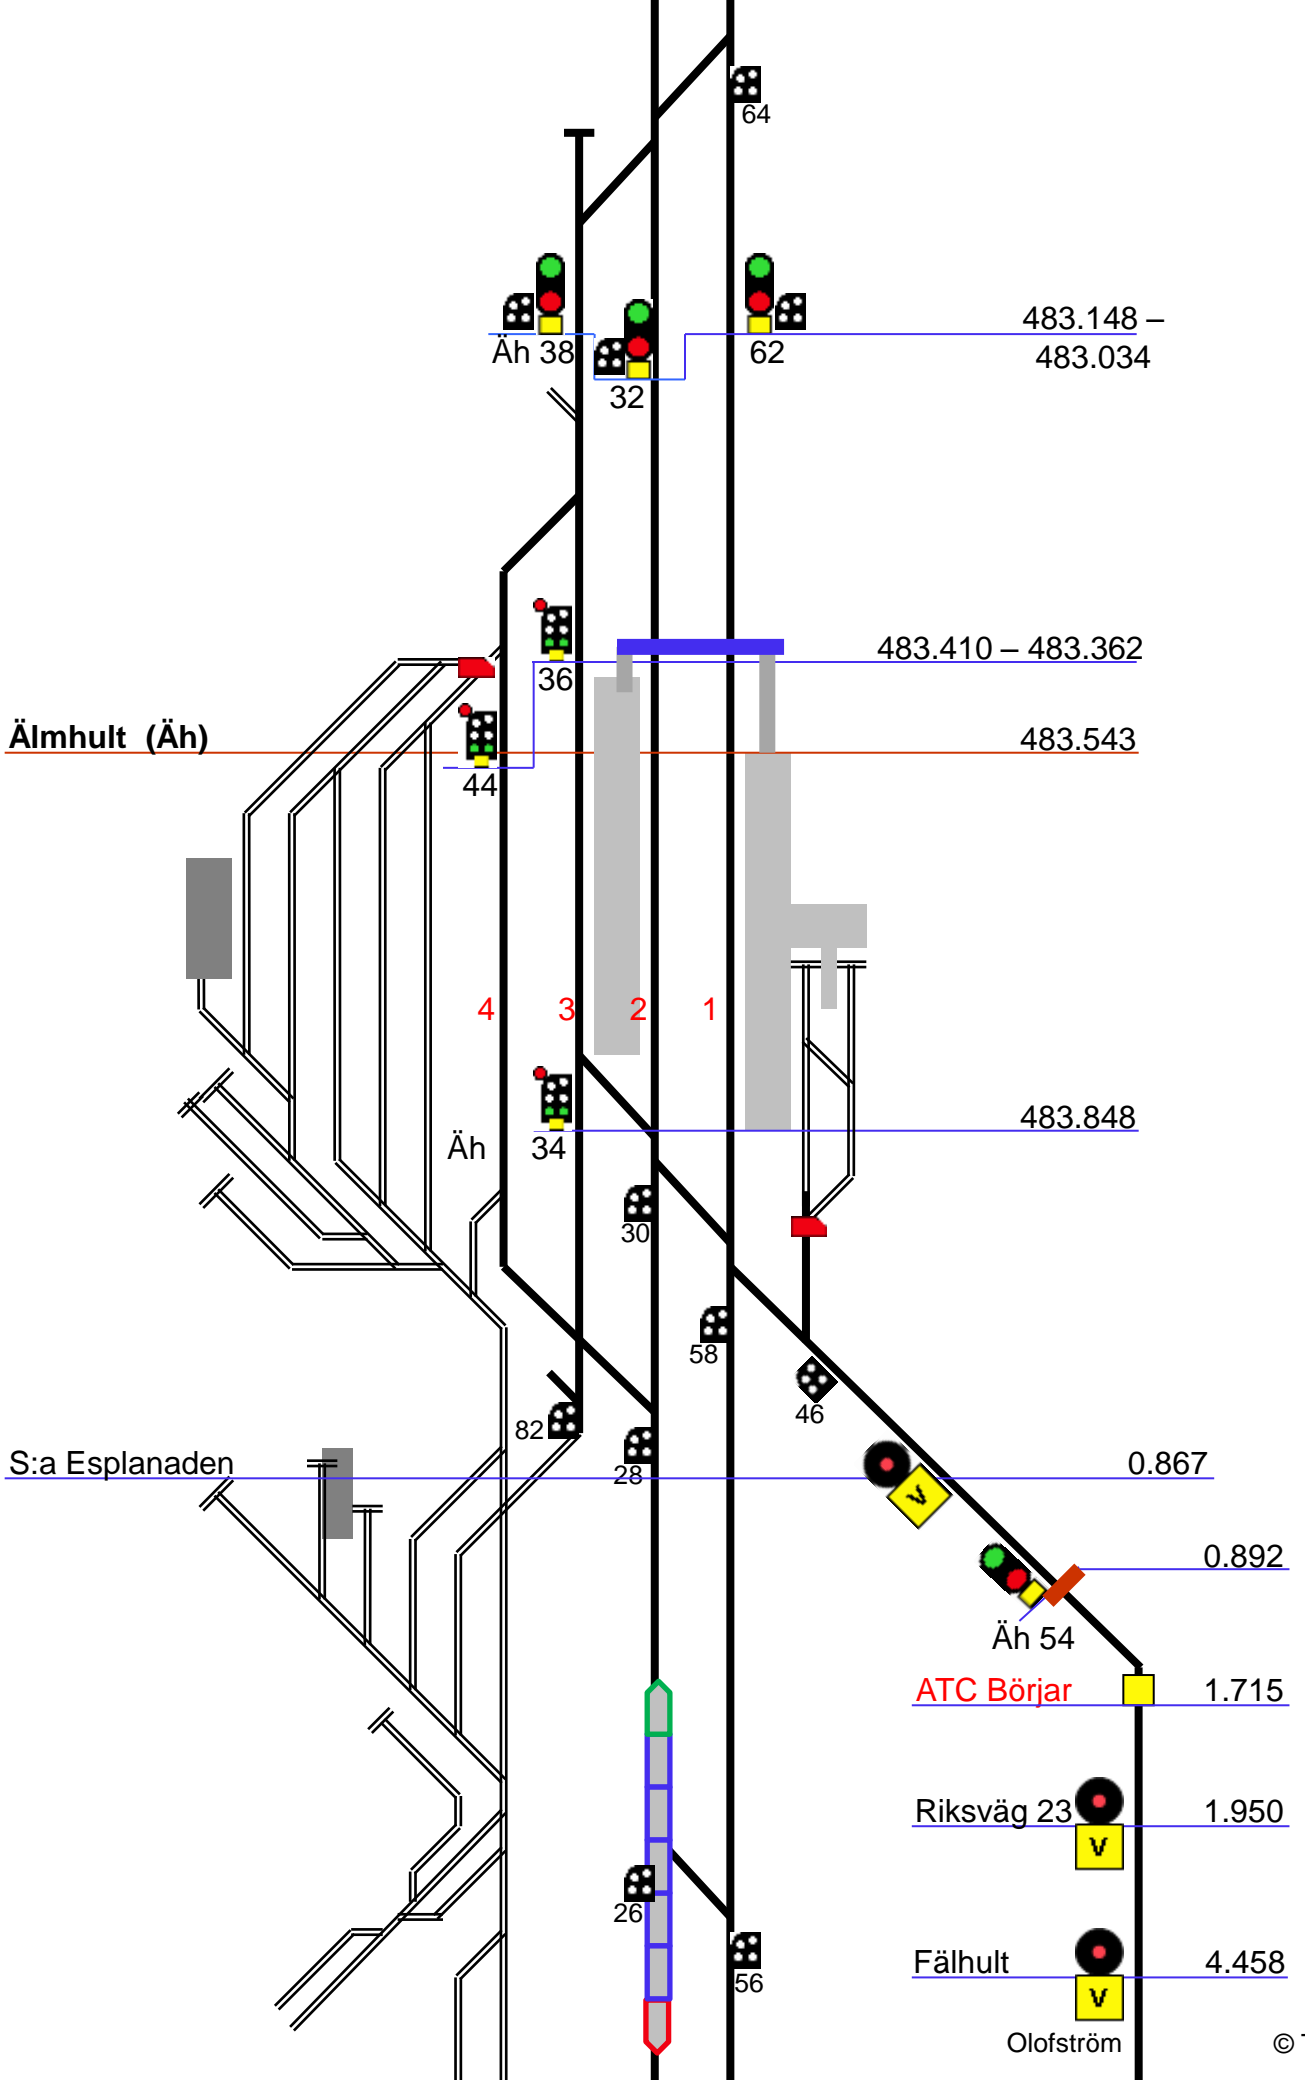 64
483.148 –
483.034
Äh 38
62
32
483.410 – 483.362
36
Älmhult (Äh)
483.543
44
4
3
2
1
483.848
Äh
34
30
58
46
82
28
S:a Esplanaden
0.867
0.892
Äh 54
ATC Börjar
1.715
Riksväg 23
1.950
V
V
26
56
Fälhult
4.458
V
Olofström
©